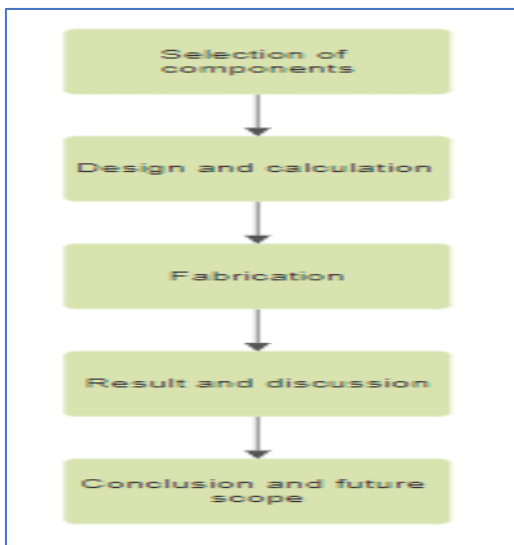 Selection of
components
Design and calculation
Fabrication
Result and discussion
Conclusion and future
scope